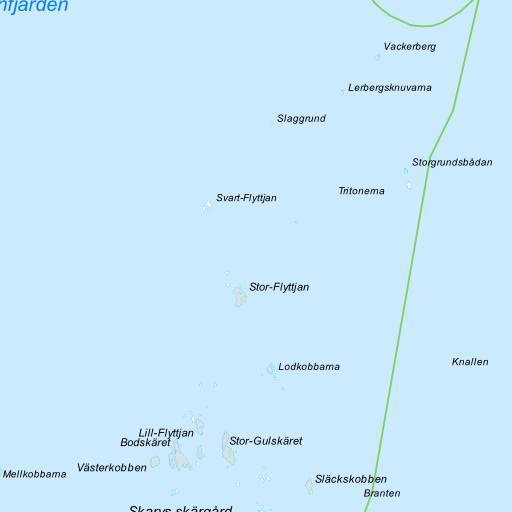 nfjärden
Vackerberg
Lerbergsknuvarna
Slaggrund
Storgrundsbådan
Tritonerna
Svart-Flyttjan
Stor-Flyttjan
Knallen
Lodkobbarna
Lill-Flyttjan
Bodskäret
Stor-Gulskäret
Västerkobben
Mellkobbarna
Släckskobben
Branten
Skarvs skärgård